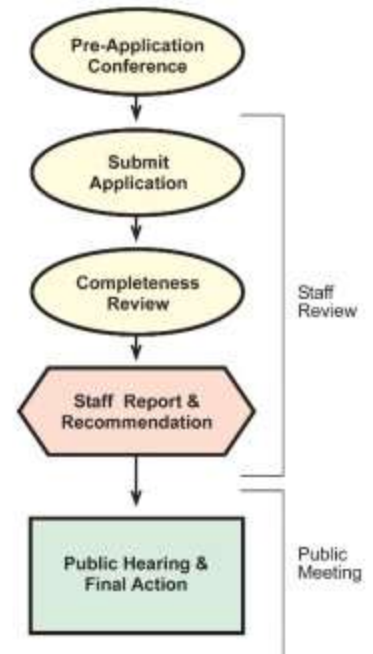 Pre-Application
Conference
Submit
Application
Completeness
Review
Staff
Review
Staff Report &
Recommendation
Public Hearing &
Final Action
Public
Meeting